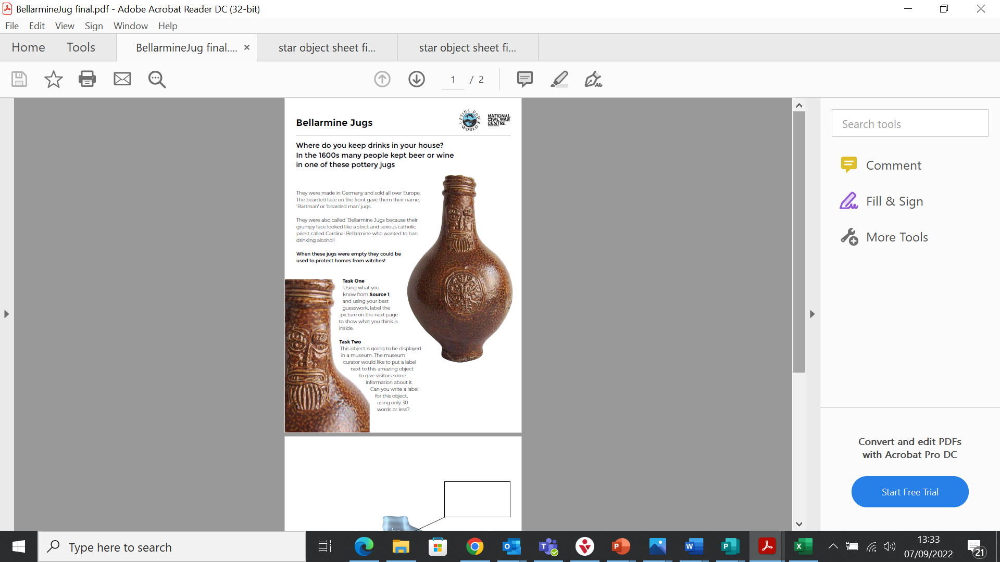 BellarmineJug final.pdf - Adobe Acrobat Reader DC (32-bit)
File Edit View Sign Window Help
Home Tools BellarmineJug final.... × star object sheet fi... star object sheet fi...
1 / 2
Bellarmine Jugs
UPSIDE-DOWN WORLD
NATIONAL
CIVIL WAR
CENTRE
Where do you keep drinks in your house?
In the 1600s many people kept beer or wine
in one of these pottery jugs
They were made in Germany and sold all over Europe.
The bearded face on the front gave them their name,
‘Bartman’ or ‘bearded man’ jugs.
They were also called ‘Bellarmine Jugs because their
grumpy face looked like a strict and serious catholic
priest called Cardinal Bellarmine who wanted to ban
drinking alcohol!
When these jugs were empty they could be
used to protect homes from witches!
Task One
Using what you
know from Source 1,
and using your best
guesswork, label the
picture on the next page
to show what you think is
inside.
Task Two
This object is going to be displayed
in a museum. The museum
curator would like to put a label
next to this amazing object
to give visitors some
information about it.
Can you write a label
for this object,
using only 30
words or less?
Search tools
Comment
Fill & Sign
More Tools
Convert and edit PDFs
with Acrobat Pro DC
Start Free Trial
Type here to search
13:33
07/09/2022
21